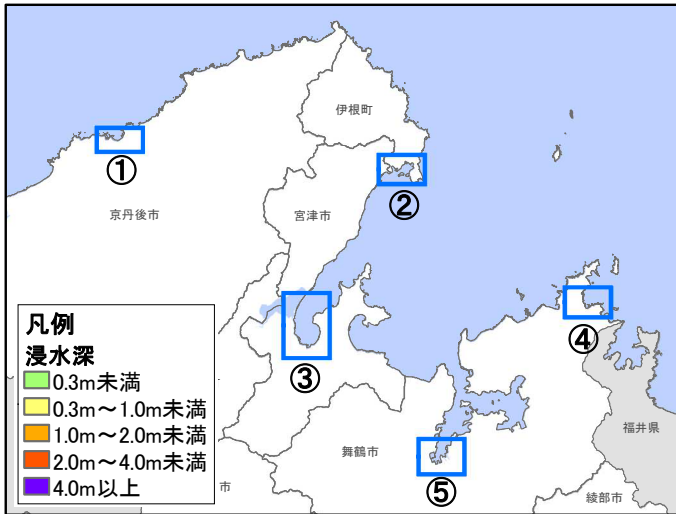 伊根町
①
②
京丹後市
宮津市
③
④
凡例
浸水深
0.3m未満
0.3m～1.0m未満
1.0m～2.0m未満
2.0m～4.0m未満
4.0m以上
福井県
舞鶴市
⑤
市
綾部市